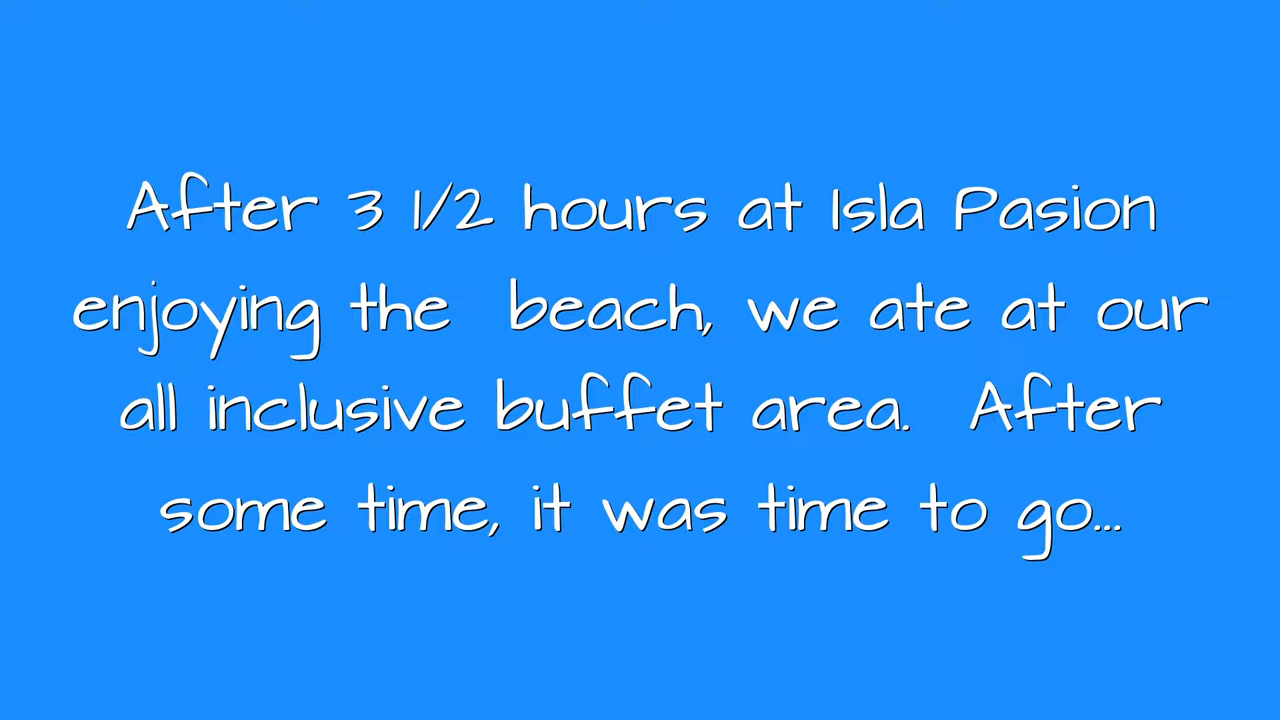 After 3 1/2 hours at Isla Pasion
enjoying the  beach, we ate at our
all inclusive buffet area.  After
some time, it was time to go...